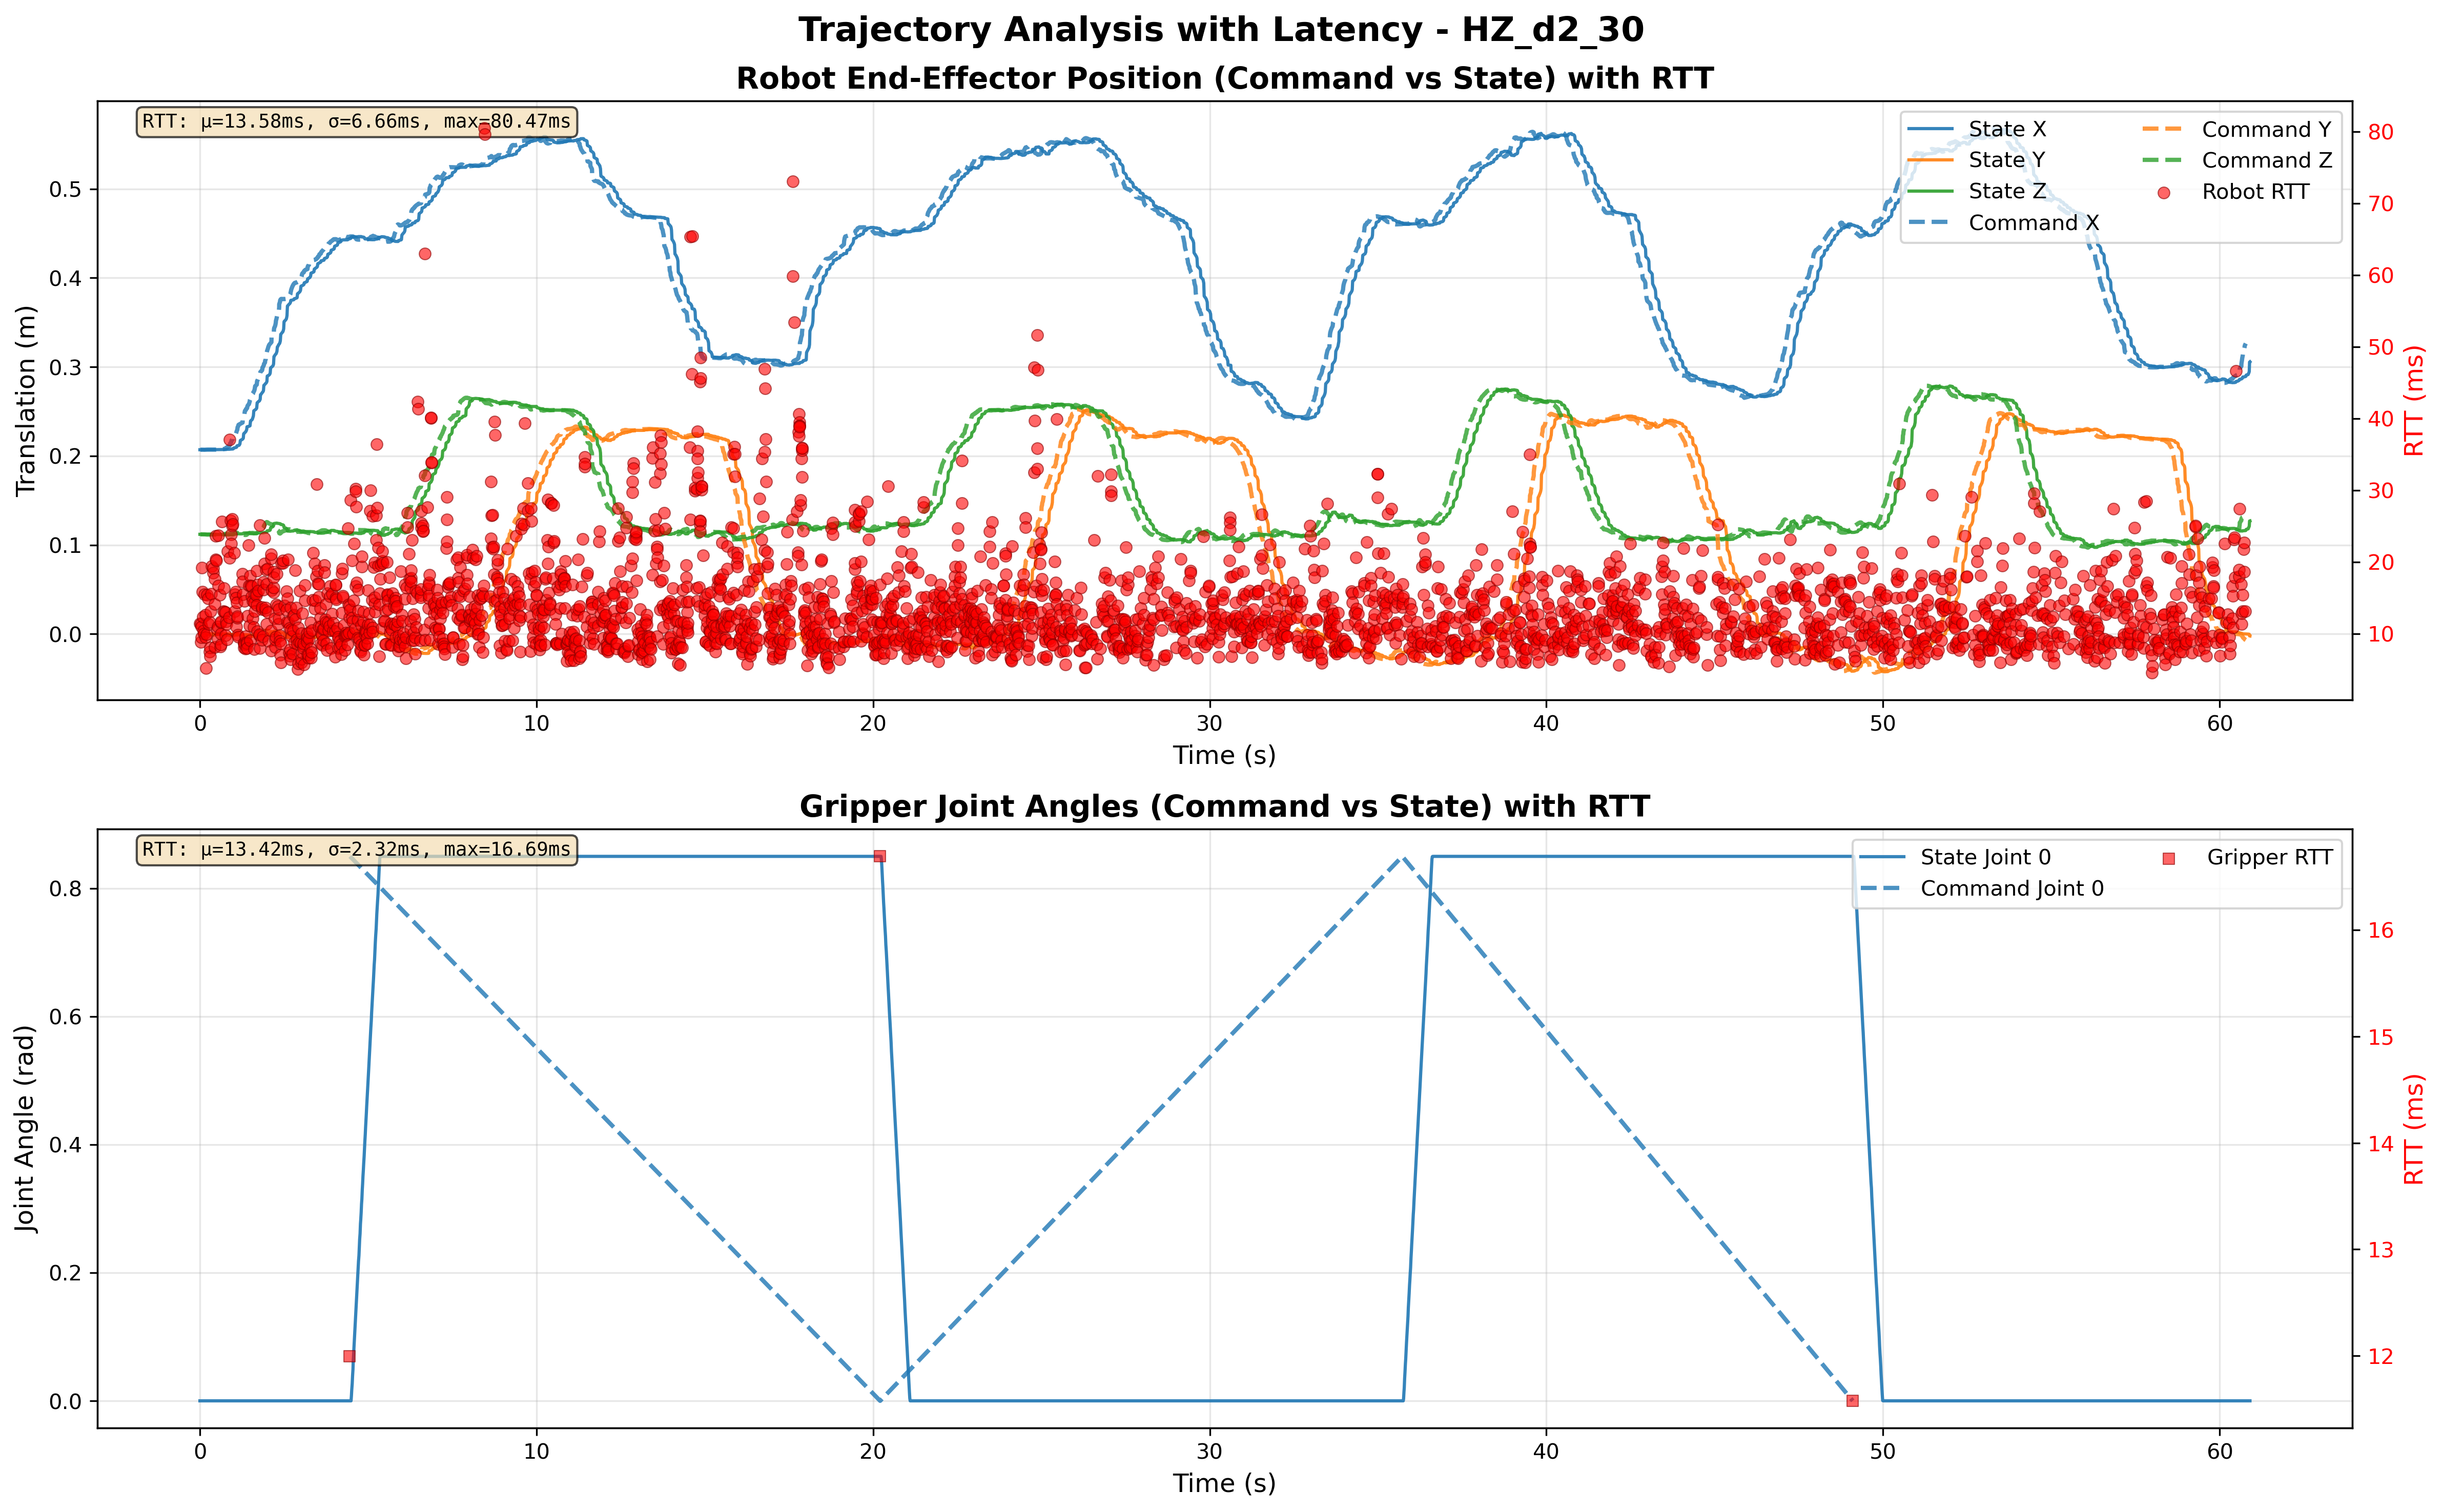 Trajectory Analysis with Latency - HZ_d2_30
Robot End-Effector Position (Command vs State) with RTT
RTT: μ=13.58ms, σ=6.66ms, max=80.47ms
State X
State Y
State Z
Command X
Command Y
Command Z
Robot RTT
Translation (m)
0.5
0.4
0.3
0.2
0.1
0.0
80
70
60
50
40
30
20
10
RTT (ms)
0 10 20 30 40 50 60
Time (s)
Gripper Joint Angles (Command vs State) with RTT
RTT: μ=13.42ms, σ=2.32ms, max=16.69ms
State Joint 0
Command Joint 0
Gripper RTT
Joint Angle (rad)
0.8
0.6
0.4
0.2
0.0
16
15
14
13
12
RTT (ms)
0 10 20 30 40 50 60
Time (s)